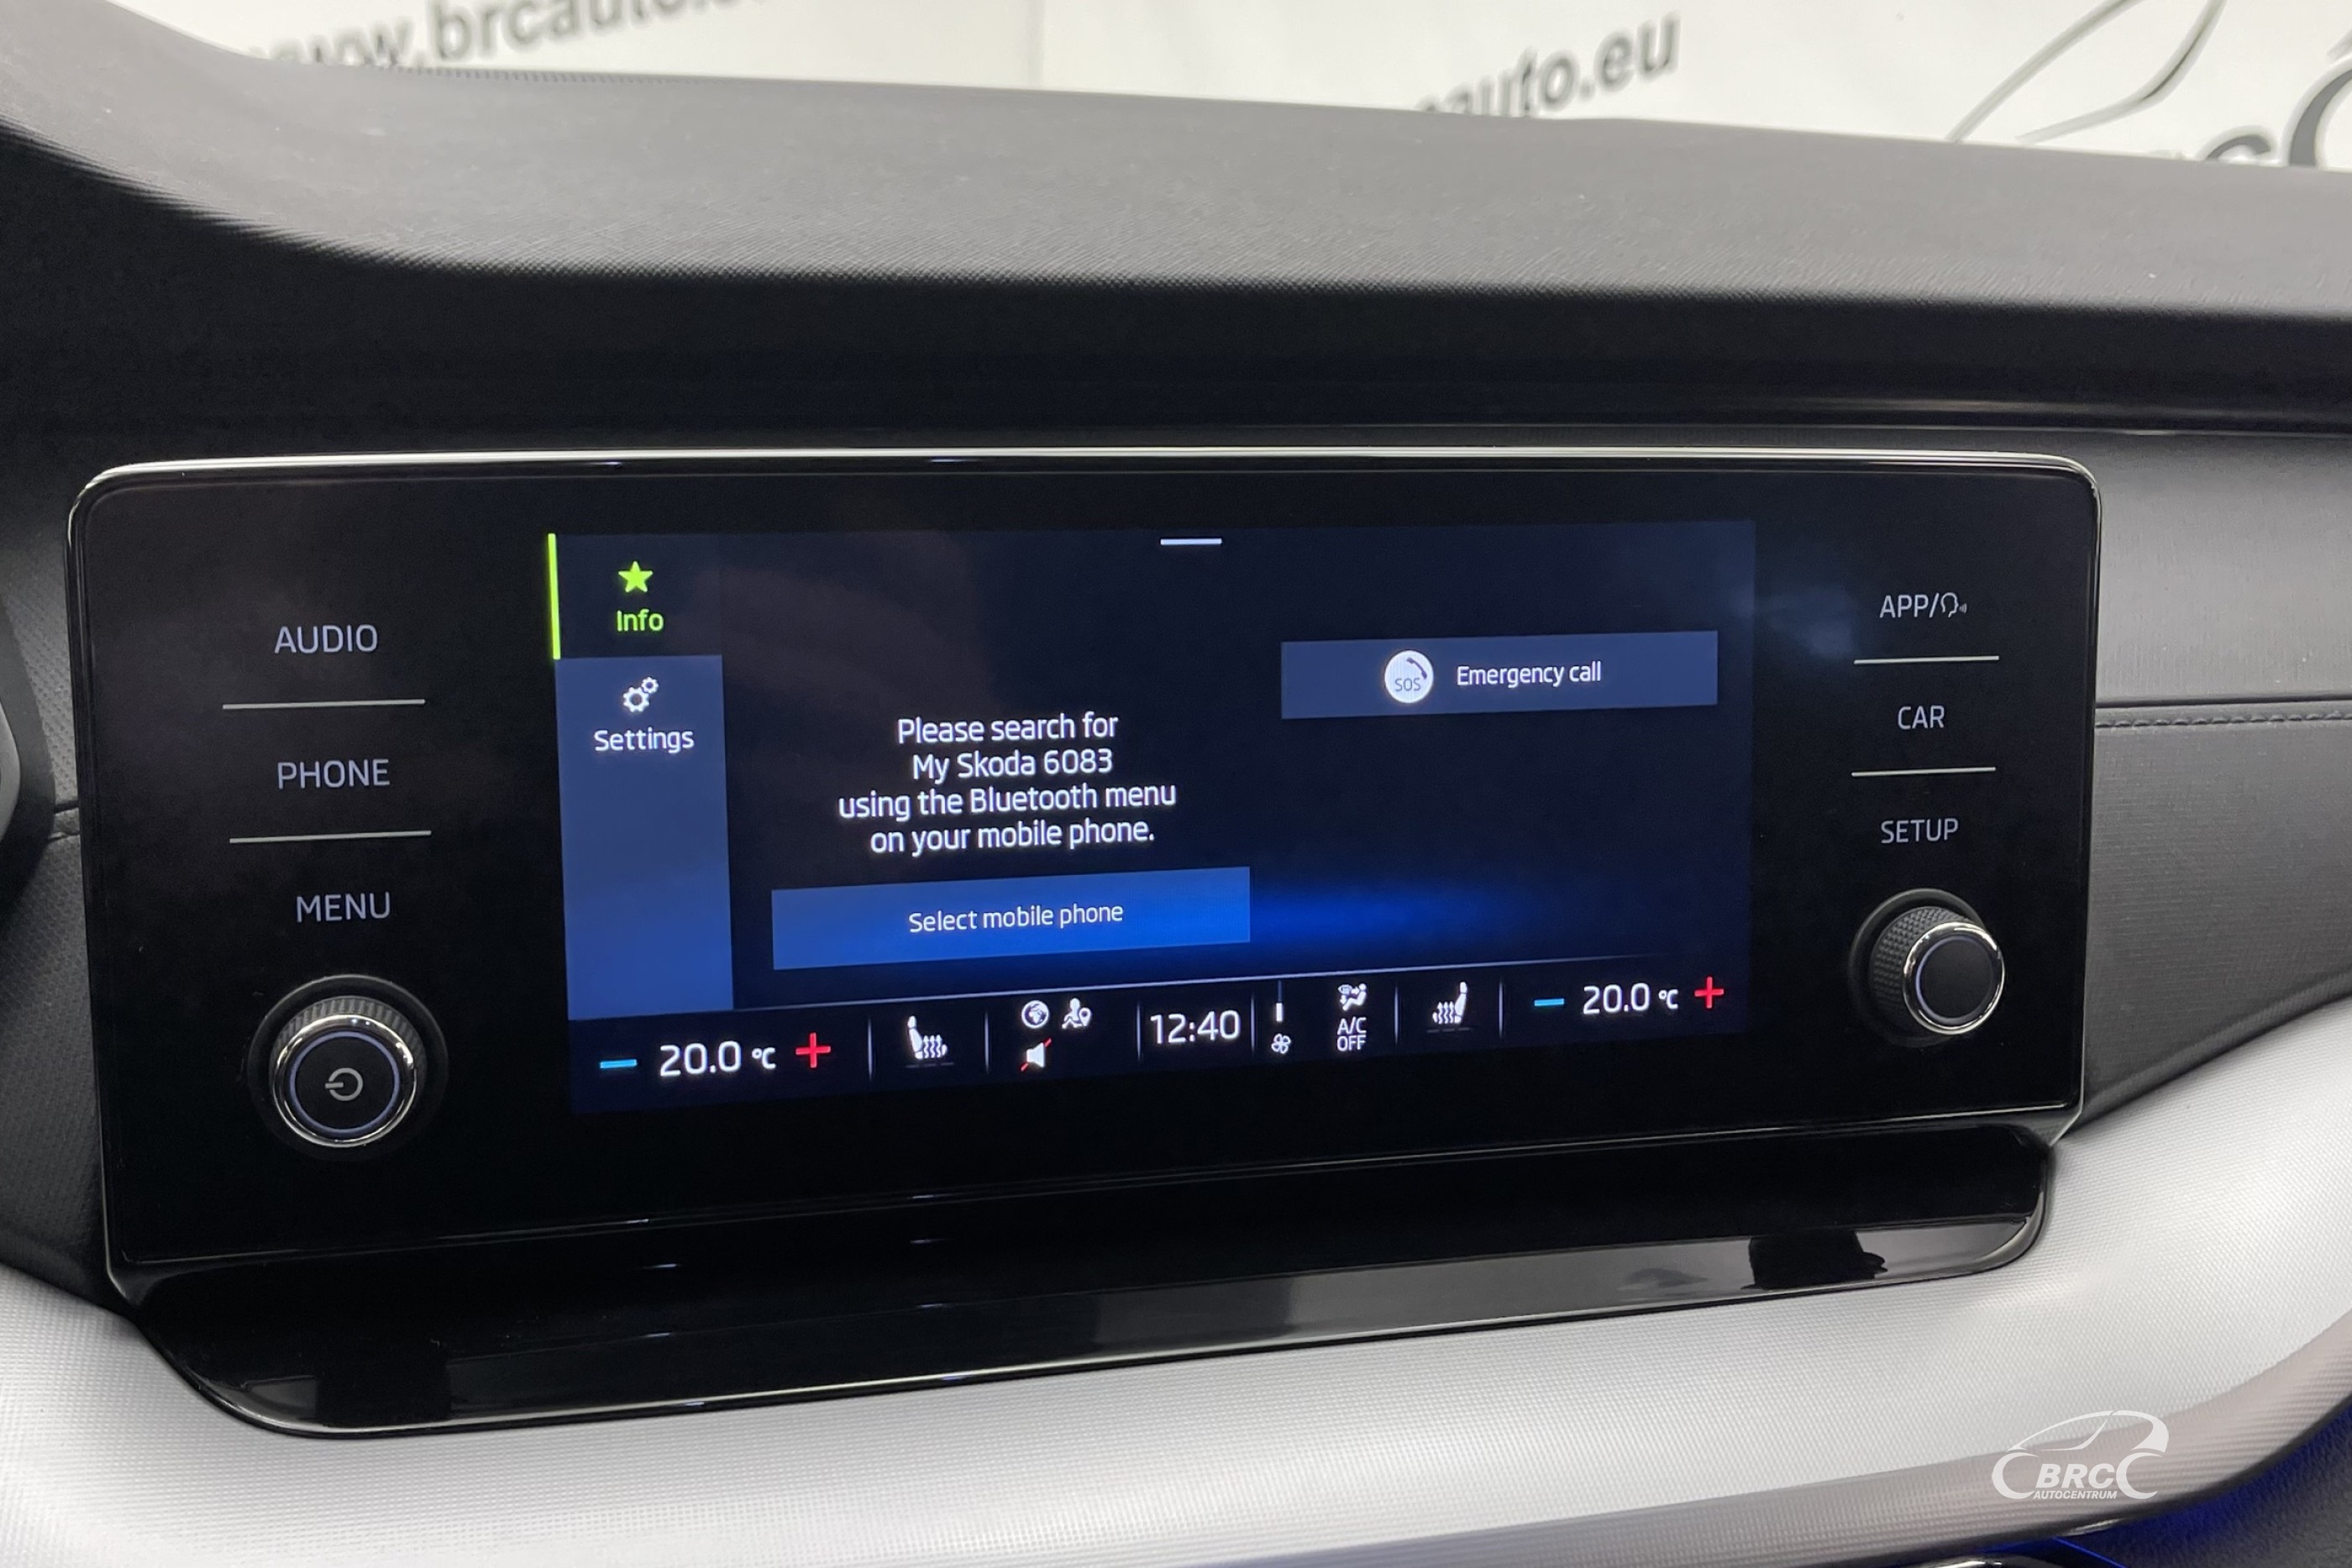 www.brcauto.
auto.eu
AUDIO
PHONE
MENU
Info
Settings
Please search for
My Skoda 6083
using the Bluetooth menu
on your mobile phone.
Select mobile phone
SOS Emergency call
20.0 °C
12:40
A/C
OFF
20.0 °C
APP/
CAR
SETUP
BRC
AUTOCENTRUM